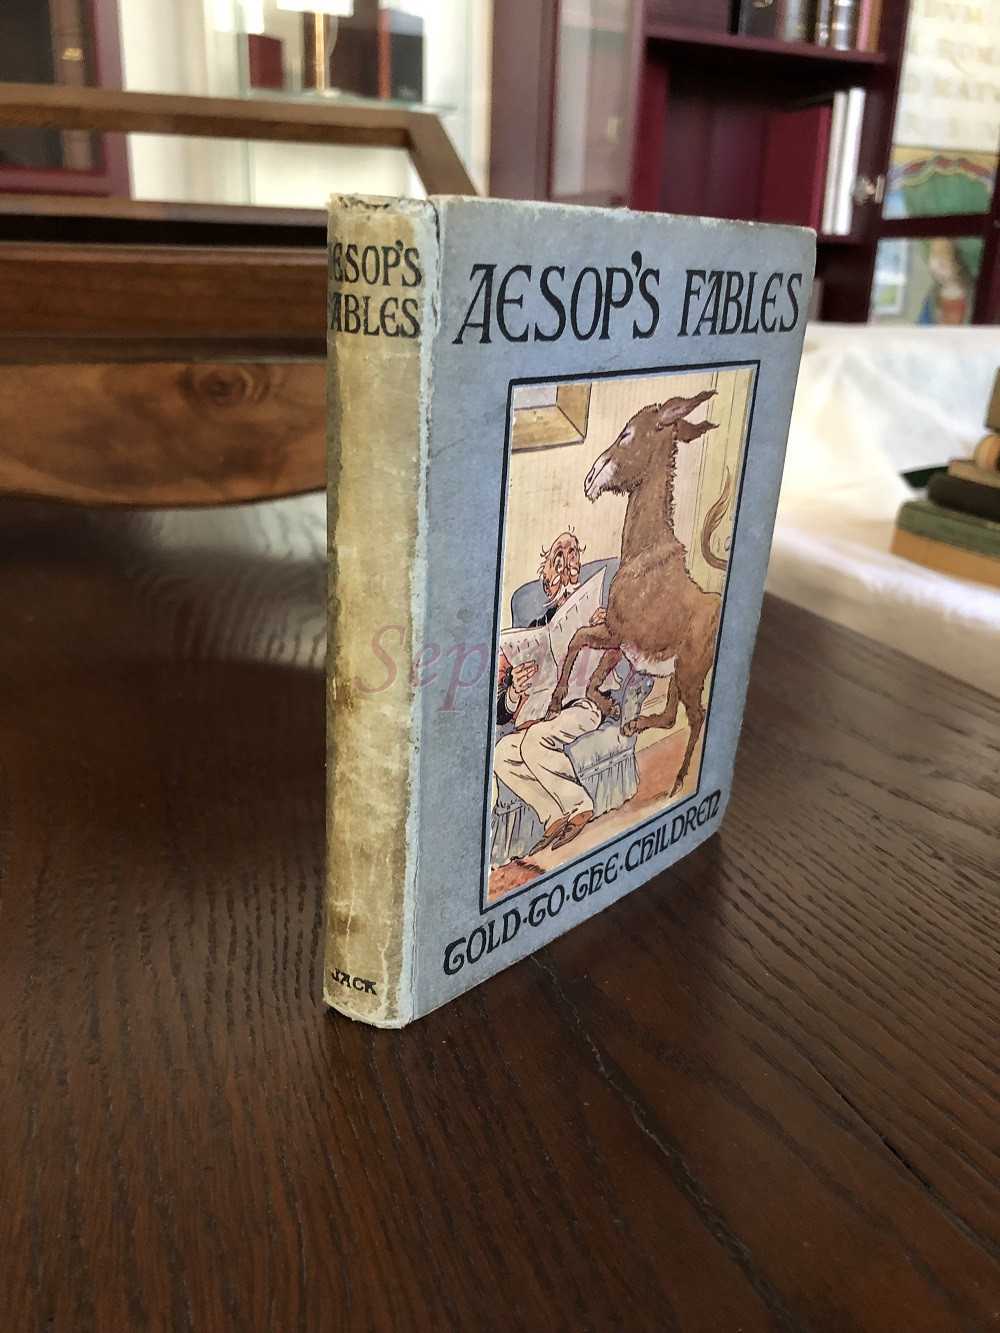 AESOP'S
FABLES
JACK
AESOP'S FABLES
TOLD·TO·THE·CHILDREN